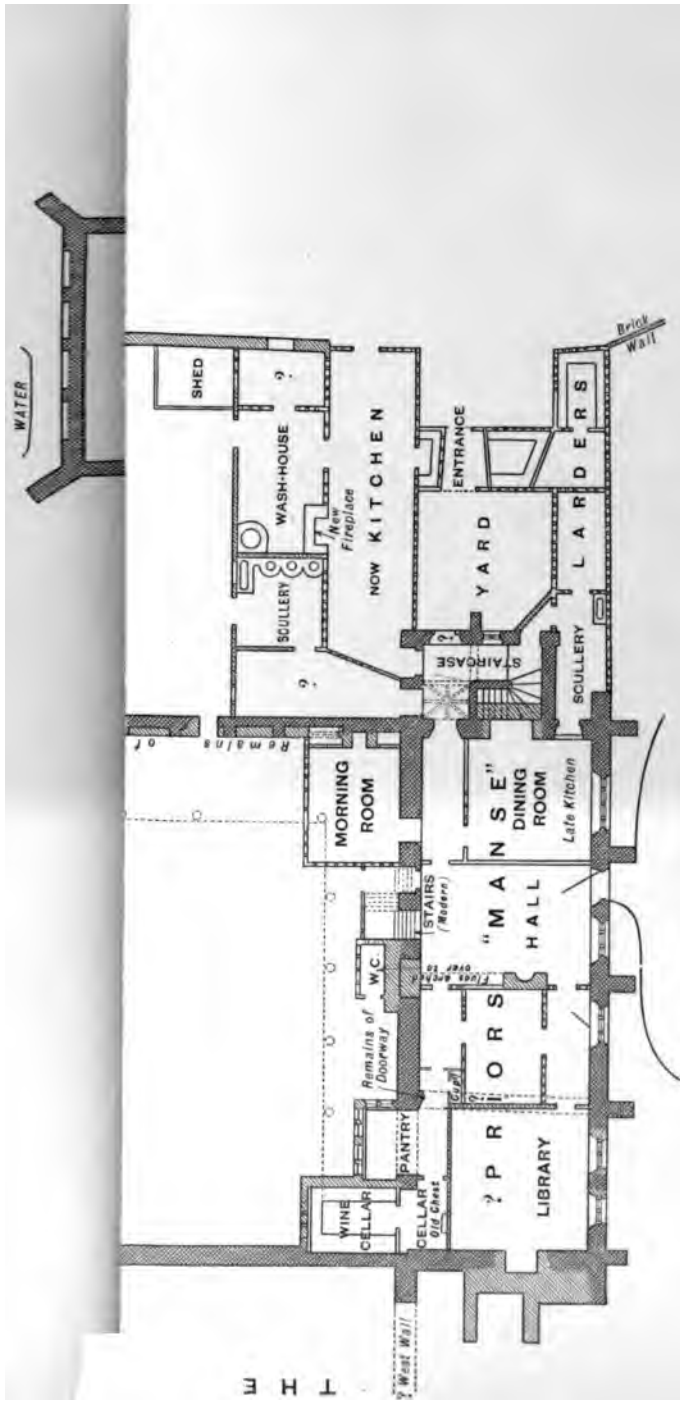 WATER
SHED
?
WASH-HOUSE
SCULLERY
?
New
Fireplace
NOW KITCHEN
ENTRANCE
YARD
LARDERS
Brick
Wall
SCULLERY
?
STAIRCASE
Remains of
MORNING
ROOM
STAIRS
(Modern)
?PRIORS "MANSE"
DINING
ROOM
Late Kitchen
HALL
W.C.
Flues arched
over to
Remains of
Doorway
Cup'd
?
PANTRY
WINE
CELLAR
CELLAR
Old Chest
LIBRARY
? West Wall
THE